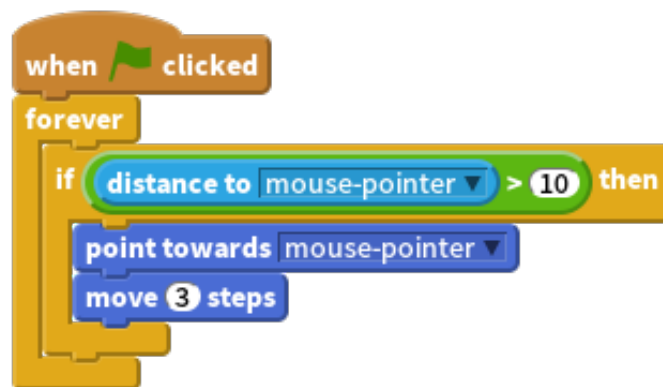 when clicked
forever
if distance to mouse-pointer > 10 then
point towards mouse-pointer
move 3 steps